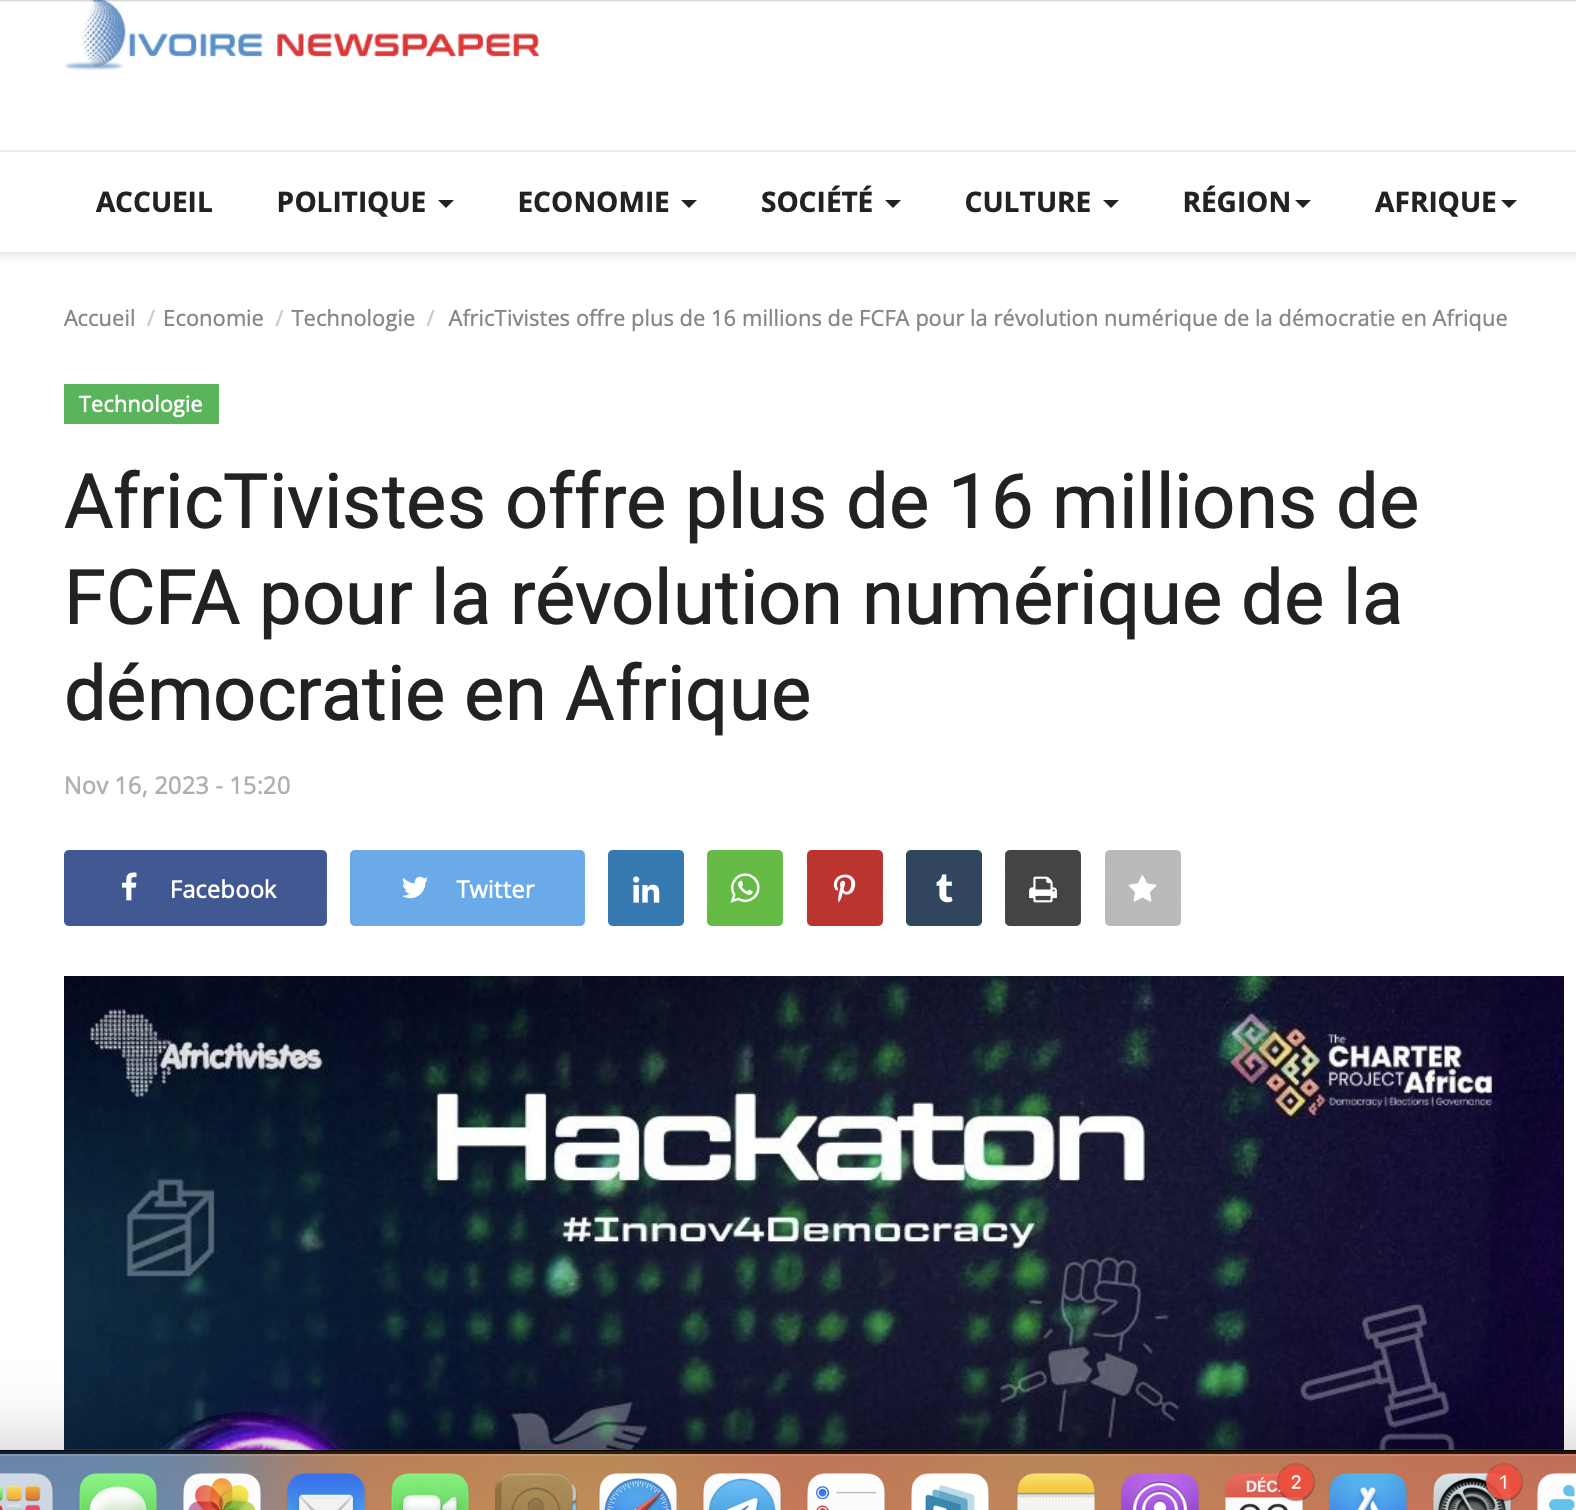 IVOIRE NEWSPAPER
ACCUEIL POLITIQUE ECONOMIE SOCIÉTÉ CULTURE RÉGION AFRIQUE
Accueil / Economie / Technologie / AfricTivistes offre plus de 16 millions de FCFA pour la révolution numérique de la démocratie en Afrique
Technologie
AfricTivistes offre plus de 16 millions de
FCFA pour la révolution numérique de la
démocratie en Afrique
Nov 16, 2023 - 15:20
Facebook Twitter
Africtivistes
The
CHARTER
PROJECT Africa
Democracy | Elections | Governance
Hackaton
#Innov4Democracy
DÉC. 2 1